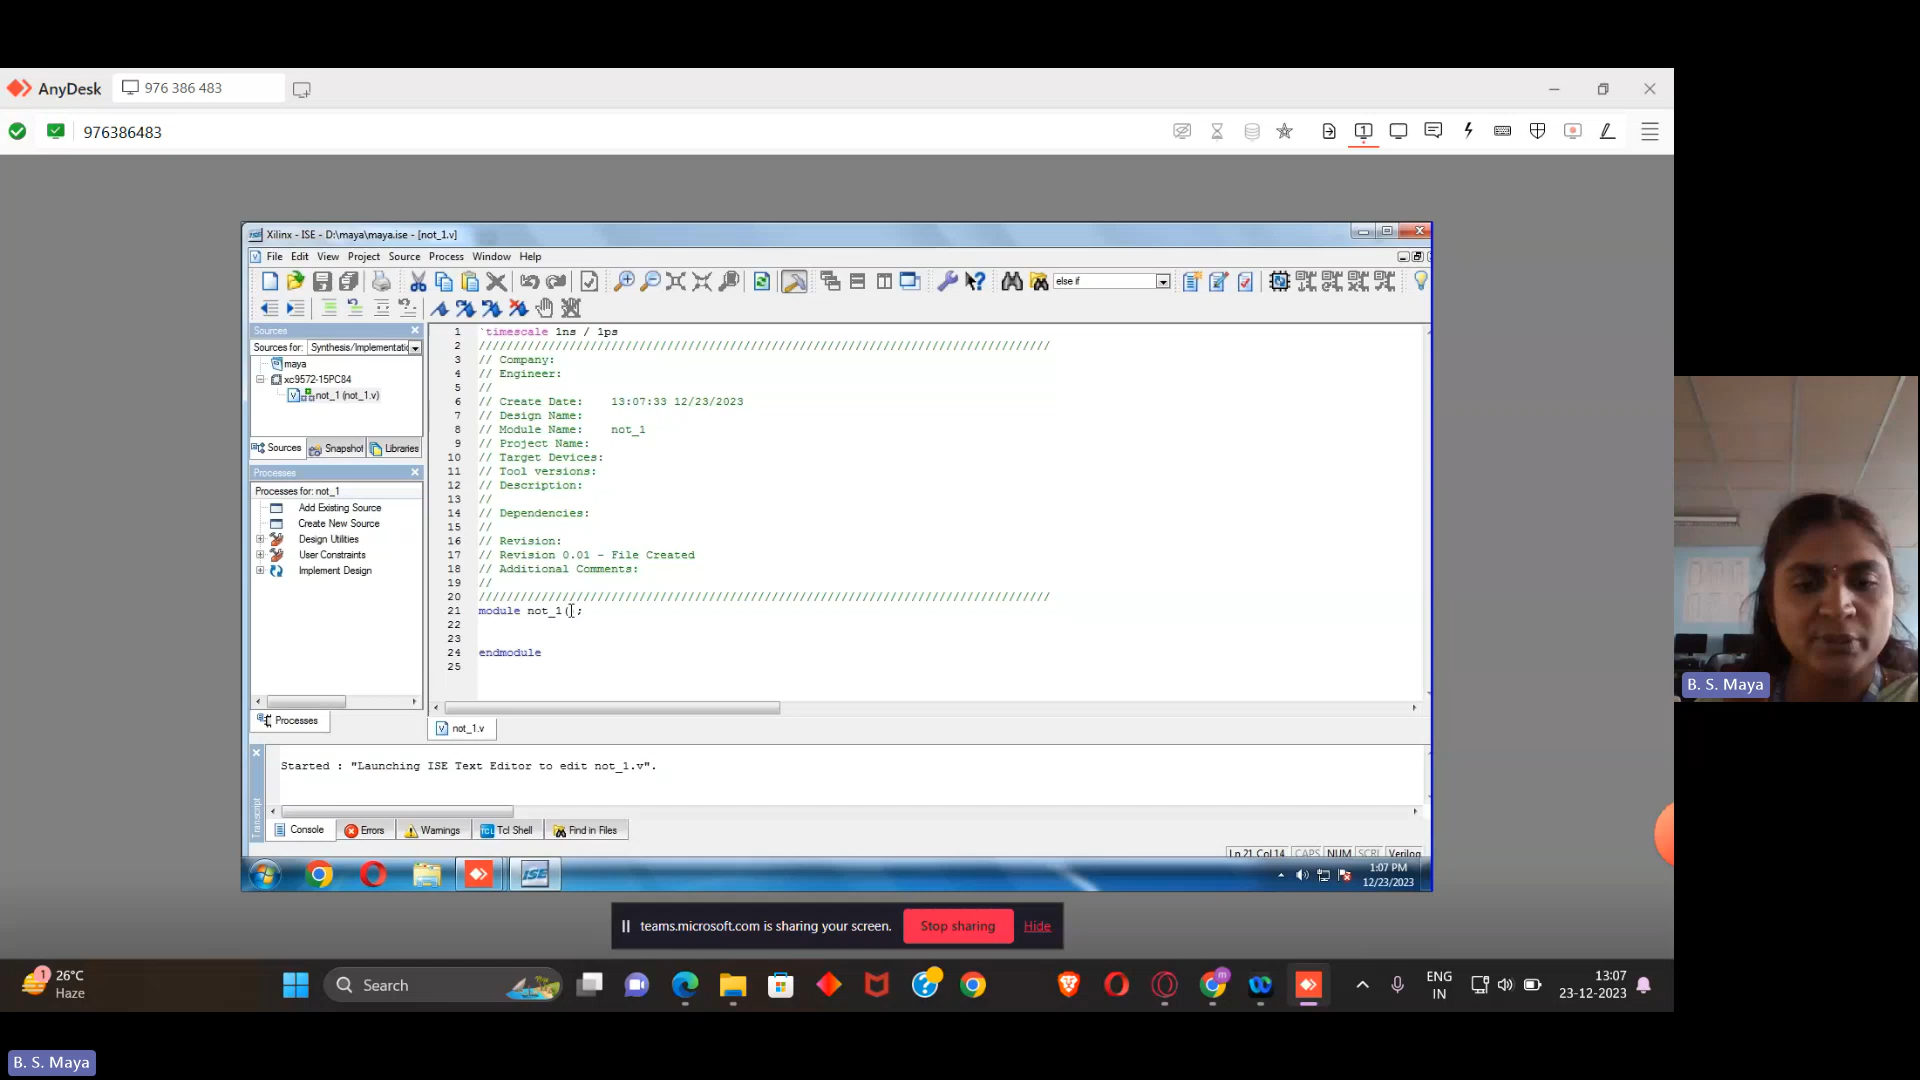 AnyDesk
976 386 483
976386483
1
Xilinx - ISE - D:\maya\maya.ise - [not_1.v]
File Edit View Project Source Process Window Help
else if
Sources
Sources for: Synthesis/Implementatic
maya
xc9572-15PC84
not_1 (not_1.v)
Sources Snapshot Libraries
Processes
Processes for: not_1
Add Existing Source
Create New Source
Design Utilities
User Constraints
Implement Design
Processes
1 `timescale 1ns / 1ps
2 //////////////////////////////////////////////////////////////////////////////////
3 // Company:
4 // Engineer:
5 //
6 // Create Date:    13:07:33 12/23/2023
7 // Design Name:
8 // Module Name:    not_1
9 // Project Name:
10 // Target Devices:
11 // Tool versions:
12 // Description:
13 //
14 // Dependencies:
15 //
16 // Revision:
17 // Revision 0.01 - File Created
18 // Additional Comments:
19 //
20 //////////////////////////////////////////////////////////////////////////////////
21 module not_1();
22
23
24 endmodule
25
not_1.v
Started : "Launching ISE Text Editor to edit not_1.v".
Transcript
Console Errors Warnings Tcl Shell Find in Files
Ln 21 Col 14 CAPS NUM SCRL Verilog
ISE
1:07 PM
12/23/2023
teams.microsoft.com is sharing your screen. Stop sharing Hide
1
26°C
Haze
Search
ENG
IN
13:07
23-12-2023
B. S. Maya
B. S. Maya